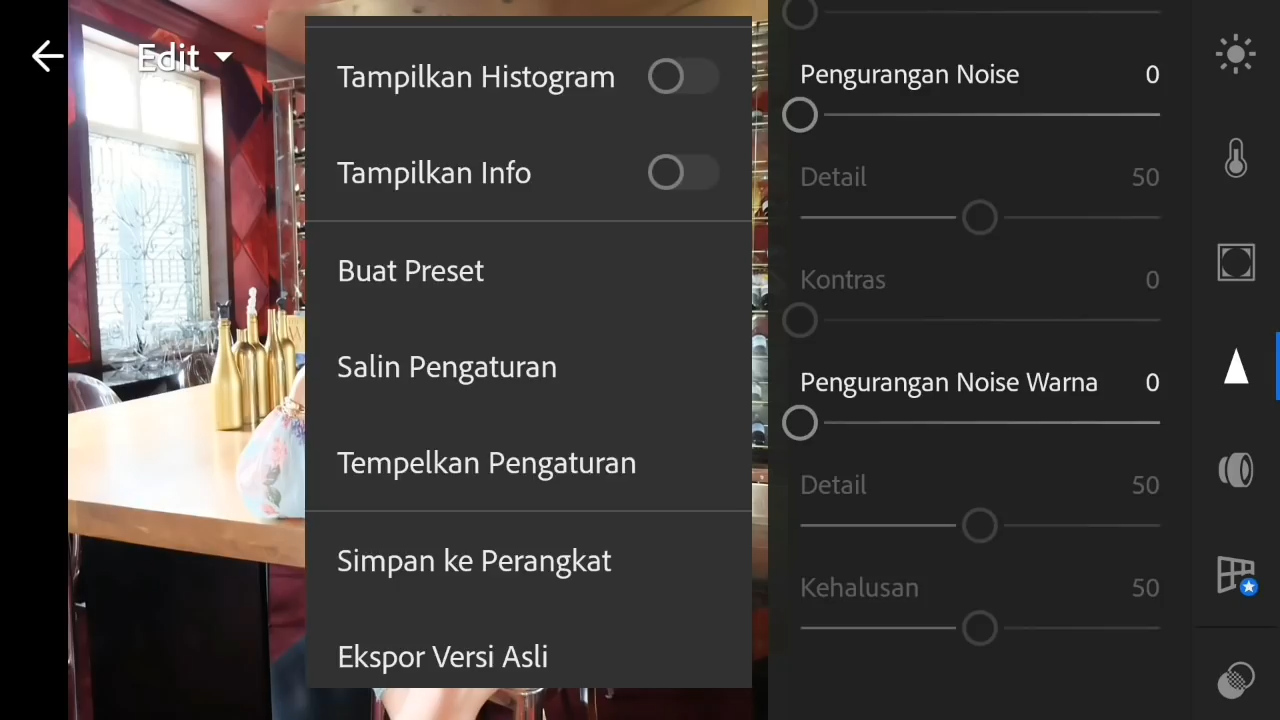 Edit
Tampilkan Histogram
Tampilkan Info
Buat Preset
Salin Pengaturan
Tempelkan Pengaturan
Simpan ke Perangkat
Ekspor Versi Asli
Pengurangan Noise 0
Detail 50
Kontras 0
Pengurangan Noise Warna 0
Detail 50
Kehalusan 50